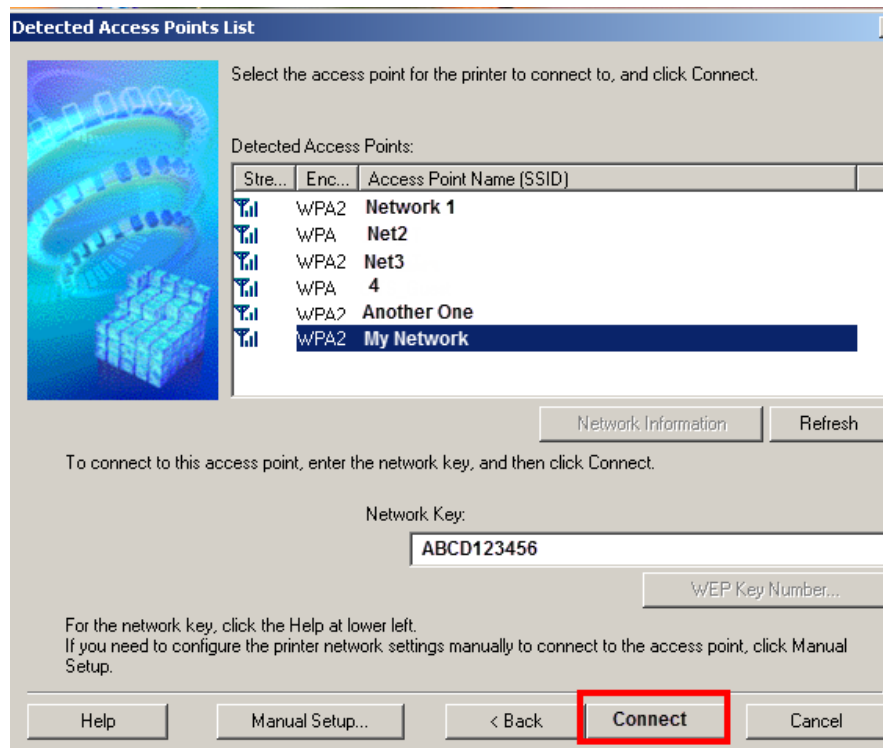 Detected Access Points List
Select the access point for the printer to connect to, and click Connect.
Detected Access Points:
Stre... Enc... Access Point Name (SSID)
WPA2 Network 1
WPA Net2
WPA2 Net3
WPA 4
WPA2 Another One
WPA2 My Network
Network Information Refresh
To connect to this access point, enter the network key, and then click Connect.
Network Key:
ABCD123456
WEP Key Number...
For the network key, click the Help at lower left.
If you need to configure the printer network settings manually to connect to the access point, click Manual
Setup.
Help Manual Setup... < Back Connect Cancel